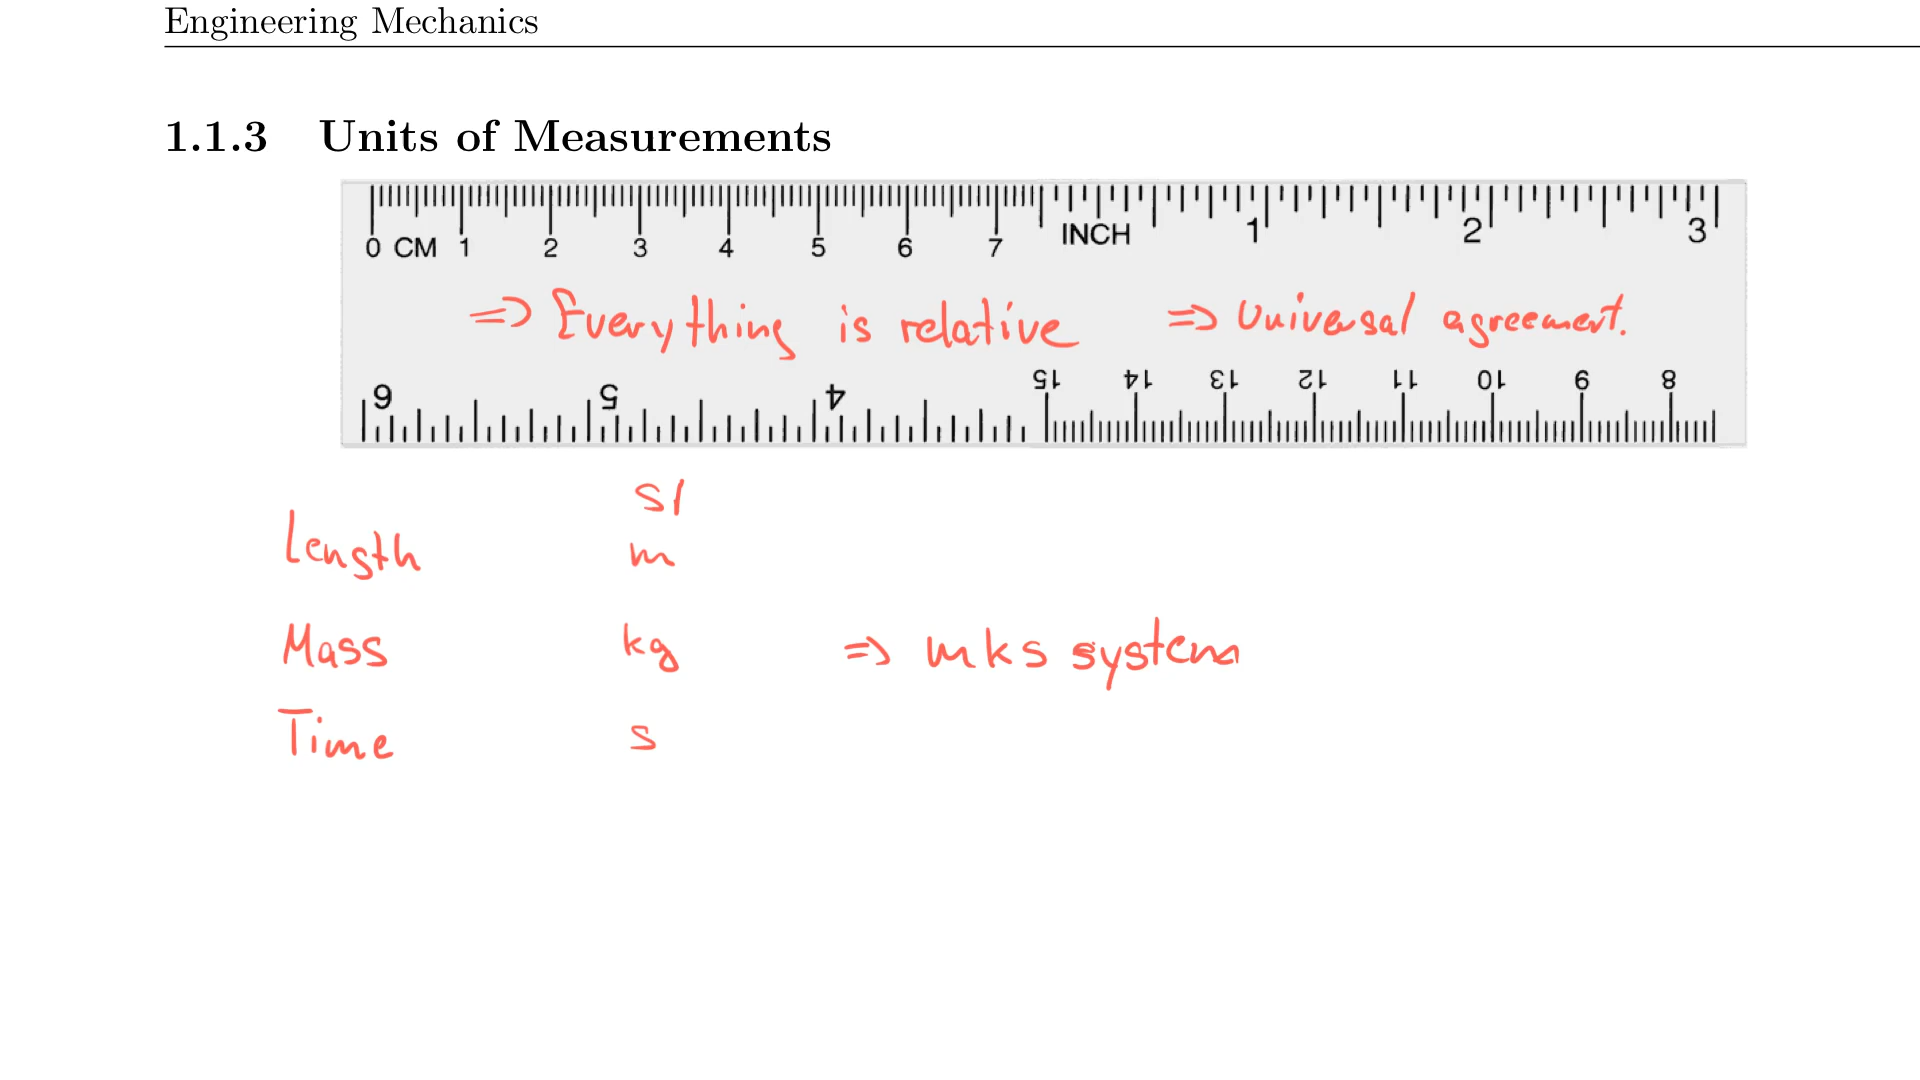 Engineering Mechanics
1.1.3 Units of Measurements
0 CM 1 2 3 4 5 6 7 INCH 1 2 3
=> Everything is relative => Universal agreement.
6 5 4 15 14 13 12 11 10 9 8
SI
Length m
Mass kg => mks system
Time s